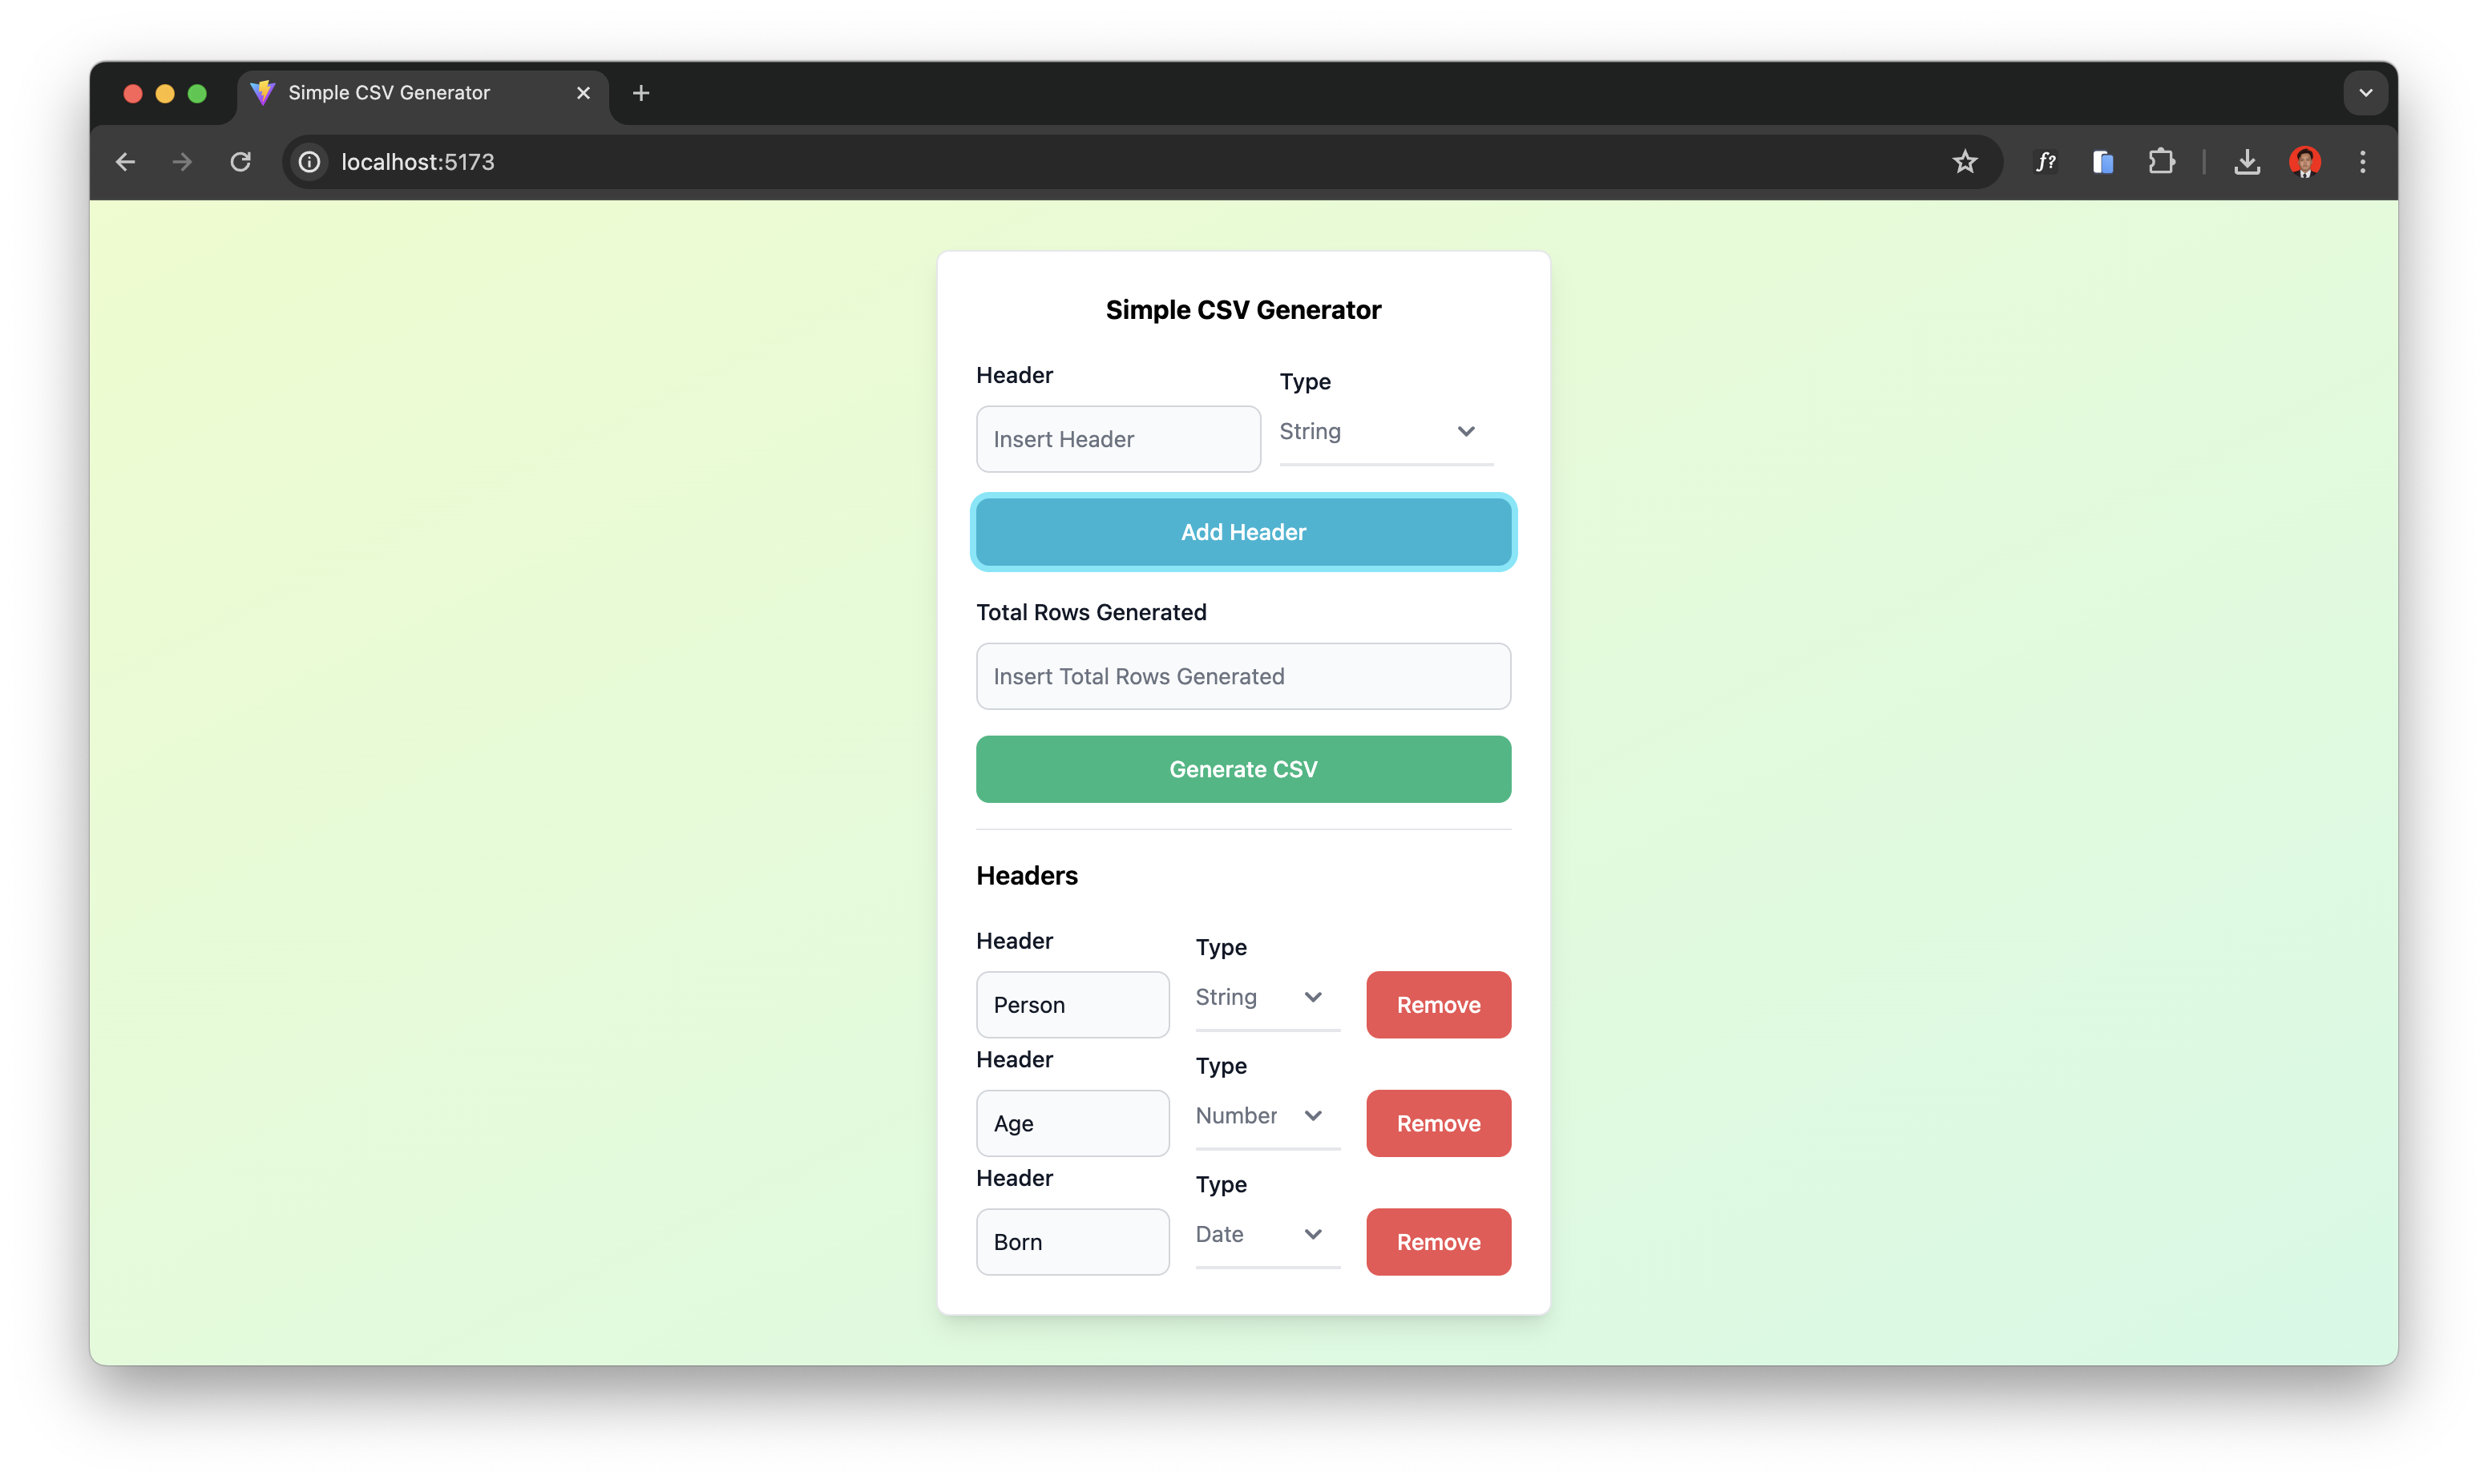 Simple CSV Generator
localhost:5173
f?
Simple CSV Generator
Header Type
Insert Header String
Add Header
Total Rows Generated
Insert Total Rows Generated
Generate CSV
Headers
Header Type
Person String Remove
Header Type
Age Number Remove
Header Type
Born Date Remove